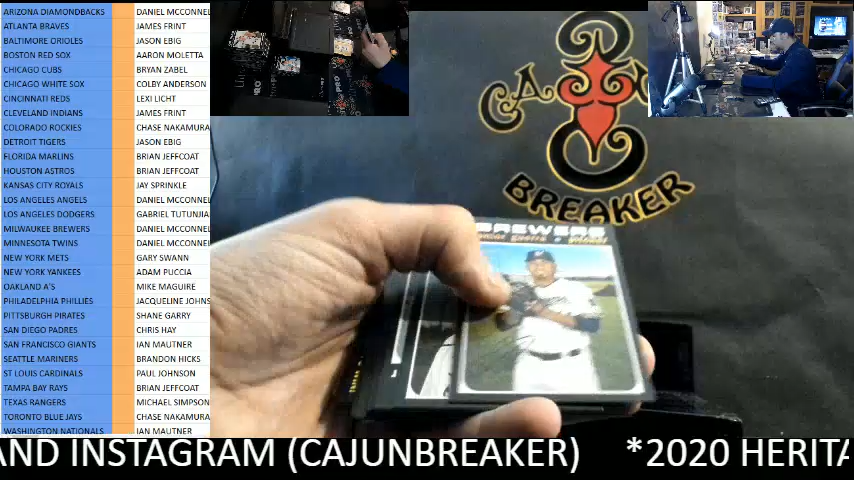 ARIZONA DIAMONDBACKS DANIEL MCCONNEL
ATLANTA BRAVES JAMES FRINT
BALTIMORE ORIOLES JASON EBIG
BOSTON RED SOX AARON MOLETTA
CHICAGO CUBS BRYAN ZABEL
CHICAGO WHITE SOX COLBY ANDERSON
CINCINNATI REDS LEXI LICHT
CLEVELAND INDIANS JAMES FRINT
COLORADO ROCKIES CHASE NAKAMURA
DETROIT TIGERS JASON EBIG
FLORIDA MARLINS BRIAN JEFFCOAT
HOUSTON ASTROS BRIAN JEFFCOAT
KANSAS CITY ROYALS JAY SPRINKLE
LOS ANGELES ANGELS DANIEL MCCONNEL
LOS ANGELES DODGERS GABRIEL TUTUNJIA
MILWAUKEE BREWERS DANIEL MCCONNEL
MINNESOTA TWINS DANIEL MCCONNEL
NEW YORK METS GARY SWANN
NEW YORK YANKEES ADAM PUCCIA
OAKLAND A'S MIKE MAGUIRE
PHILADELPHIA PHILLIES JACQUELINE JOHNS
PITTSBURGH PIRATES SHANE GARRY
SAN DIEGO PADRES CHRIS HAY
SAN FRANCISCO GIANTS IAN MAUTNER
SEATTLE MARINERS BRANDON HICKS
ST LOUIS CARDINALS PAUL JOHNSON
TAMPA BAY RAYS BRIAN JEFFCOAT
TEXAS RANGERS MICHAEL SIMPSON
TORONTO BLUE JAYS CHASE NAKAMURA
WASHINGTON NATIONALS IAN MAUTNER
BREAKER
BREWERS
guerra • pitcher
AND INSTAGRAM (CAJUNBREAKER) *2020 HERITA